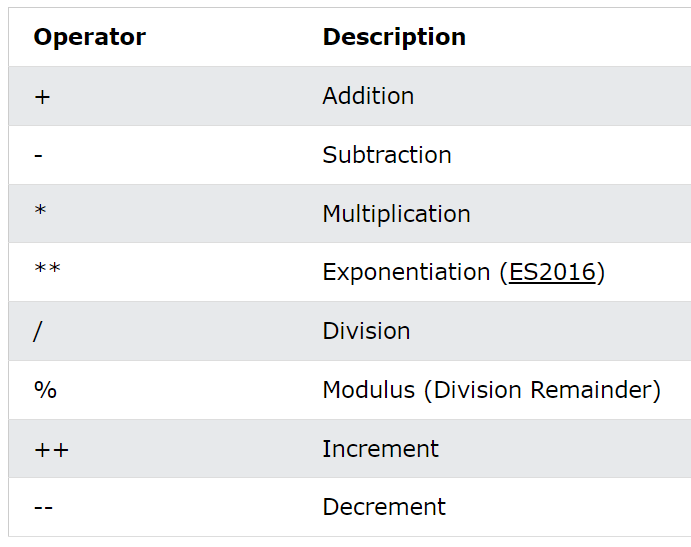 Operator Description
+ Addition
- Subtraction
* Multiplication
** Exponentiation (ES2016)
/ Division
% Modulus (Division Remainder)
++ Increment
-- Decrement